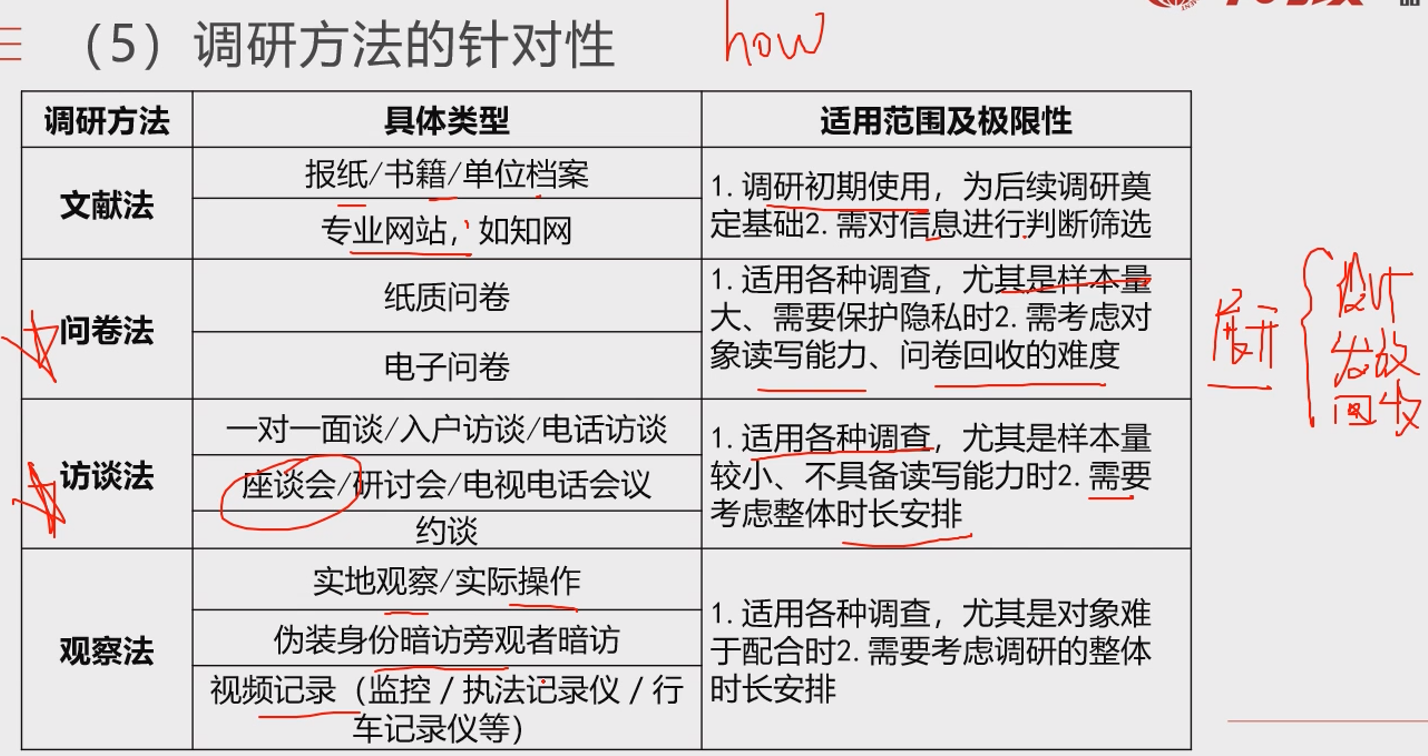 （5）调研方法的针对性
how
调研方法
具体类型
适用范围及极限性
文献法
报纸/书籍/单位档案
专业网站，如知网
1. 调研初期使用，为后续调研奠
定基础2. 需对信息进行判断筛选
问卷法
纸质问卷
电子问卷
1. 适用各种调查，尤其是样本量
大、需要保护隐私时2. 需考虑对
象读写能力、问卷回收的难度
展开
设计
发放
回收
访谈法
一对一面谈/入户访谈/电话访谈
座谈会/研讨会/电视电话会议
约谈
1. 适用各种调查，尤其是样本量
较小、不具备读写能力时2. 需要
考虑整体时长安排
观察法
实地观察/实际操作
伪装身份暗访旁观者暗访
视频记录（监控 / 执法记录仪 / 行
车记录仪等）
1. 适用各种调查，尤其是对象难
于配合时2. 需要考虑调研的整体
时长安排